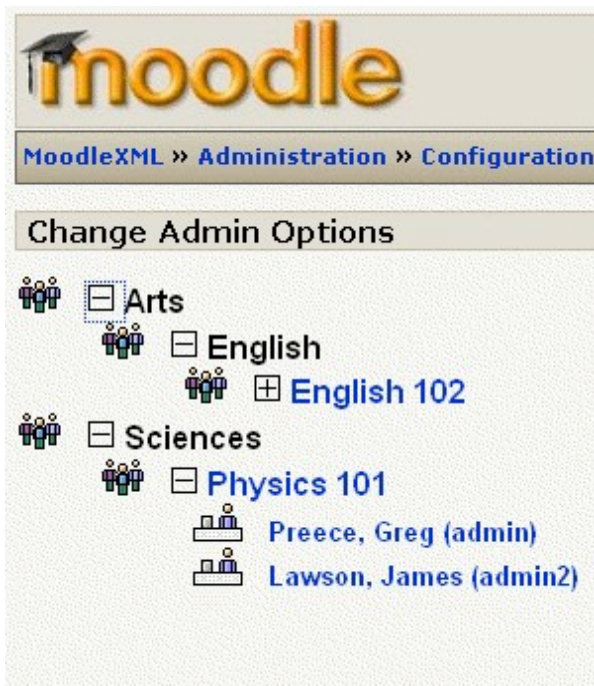 moodle
MoodleXML » Administration » Configuration
Change Admin Options
Arts
English
English 102
Sciences
Physics 101
Preece, Greg (admin)
Lawson, James (admin2)